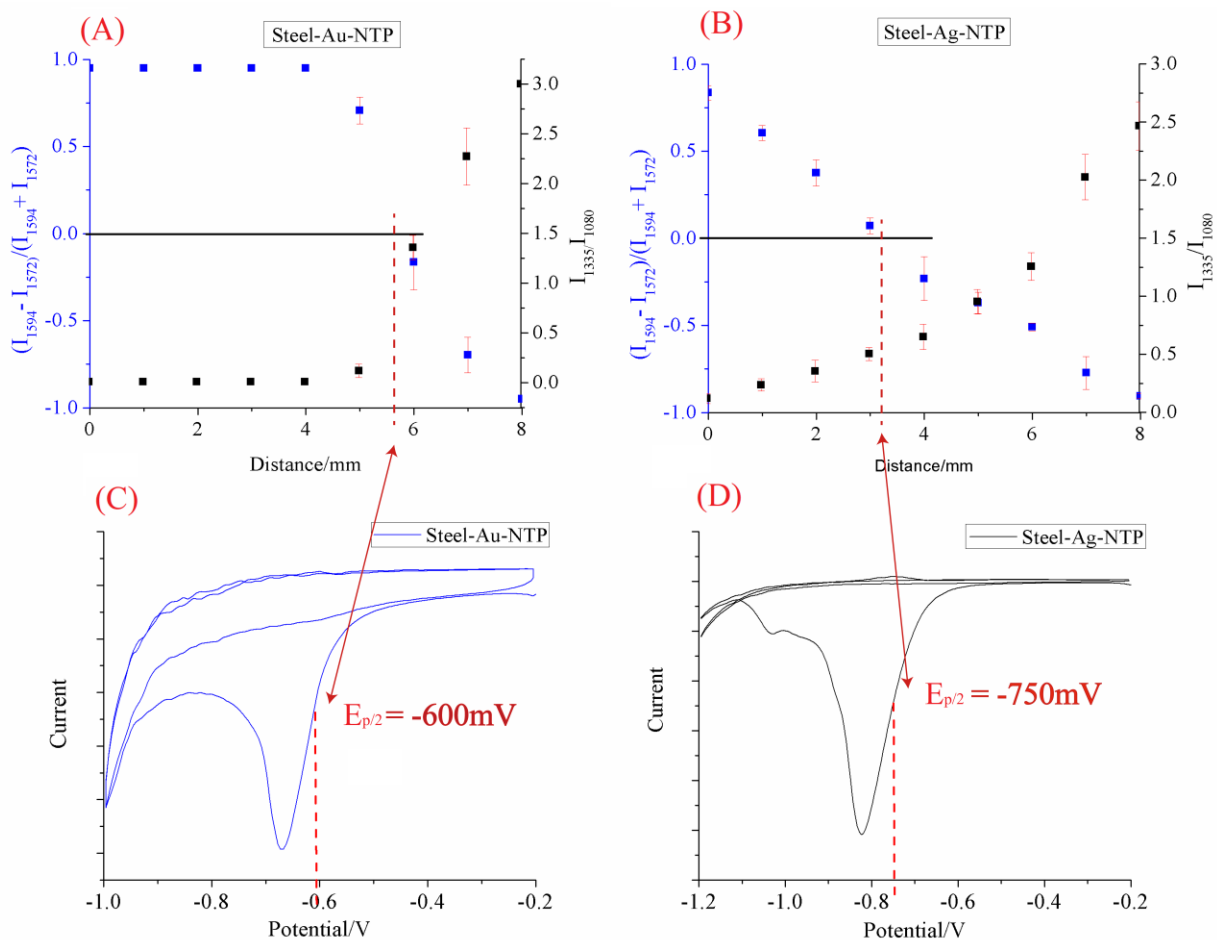 (A)
Steel-Au-NTP
1.0
0.5
0.0
-0.5
-1.0
(I1594 - I1572)/(I1594 + I1572)
3.0
2.5
2.0
1.5
1.0
0.5
0.0
I1335/I1080
0 2 4 6 8
Distance/mm
(B)
Steel-Ag-NTP
1.0
0.5
0.0
-0.5
-1.0
(I1594 - I1572)/(I1594 + I1572)
3.0
2.5
2.0
1.5
1.0
0.5
0.0
I1335/I1080
0 2 4 6 8
Distance/mm
(C)
Steel-Au-NTP
Current
Ep/2 = -600mV
-1.0 -0.8 -0.6 -0.4 -0.2
Potential/V
(D)
Steel-Ag-NTP
Current
Ep/2 = -750mV
-1.2 -1.0 -0.8 -0.6 -0.4 -0.2
Potential/V